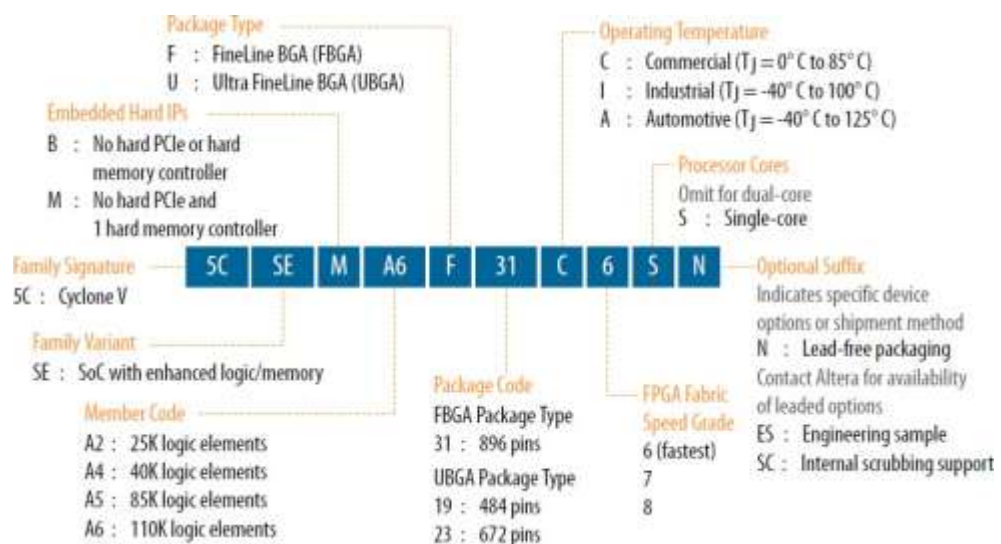 Package Type
F : FineLine BGA (FBGA)
U : Ultra FineLine BGA (UBGA)
Operating Temperature
C : Commercial (TJ = 0° C to 85° C)
I : Industrial (TJ = -40° C to 100° C)
A : Automotive (TJ = -40° C to 125° C)
Embedded Hard IPs
B : No hard PCIe or hard
memory controller
M : No hard PCIe and
1 hard memory controller
Processor Cores
Omit for dual-core
S : Single-core
5C SE M A6 F 31 C 6 S N
Family Signature
5C : Cyclone V
Family Variant
SE : SoC with enhanced logic/memory
Member Code
A2 : 25K logic elements
A4 : 40K logic elements
A5 : 85K logic elements
A6 : 110K logic elements
Package Code
FBGA Package Type
31 : 896 pins
UBGA Package Type
19 : 484 pins
23 : 672 pins
FPGA Fabric
Speed Grade
6 (fastest)
7
8
Optional Suffix
Indicates specific device
options or shipment method
N : Lead-free packaging
Contact Altera for availability
of leaded options
ES : Engineering sample
SC : Internal scrubbing support